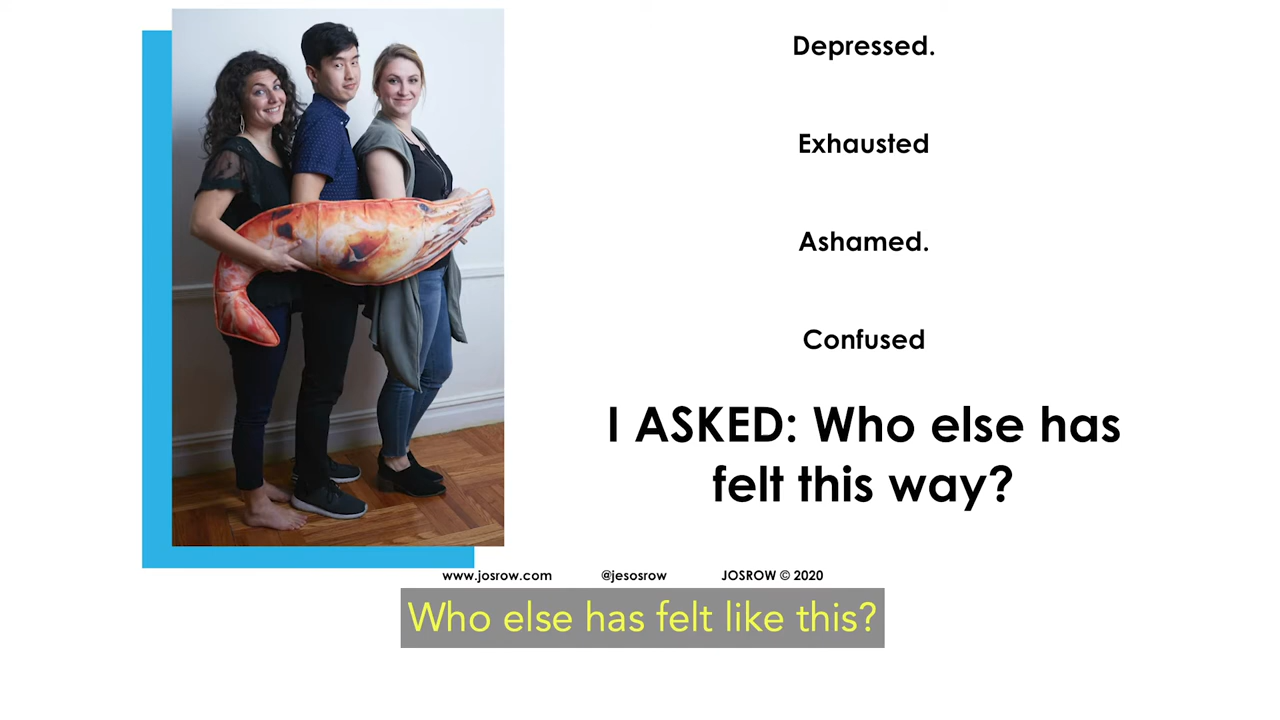 Depressed.
Exhausted
Ashamed.
Confused
I ASKED: Who else has
felt this way?
www.josrow.com @jesosrow JOSROW © 2020
Who else has felt like this?